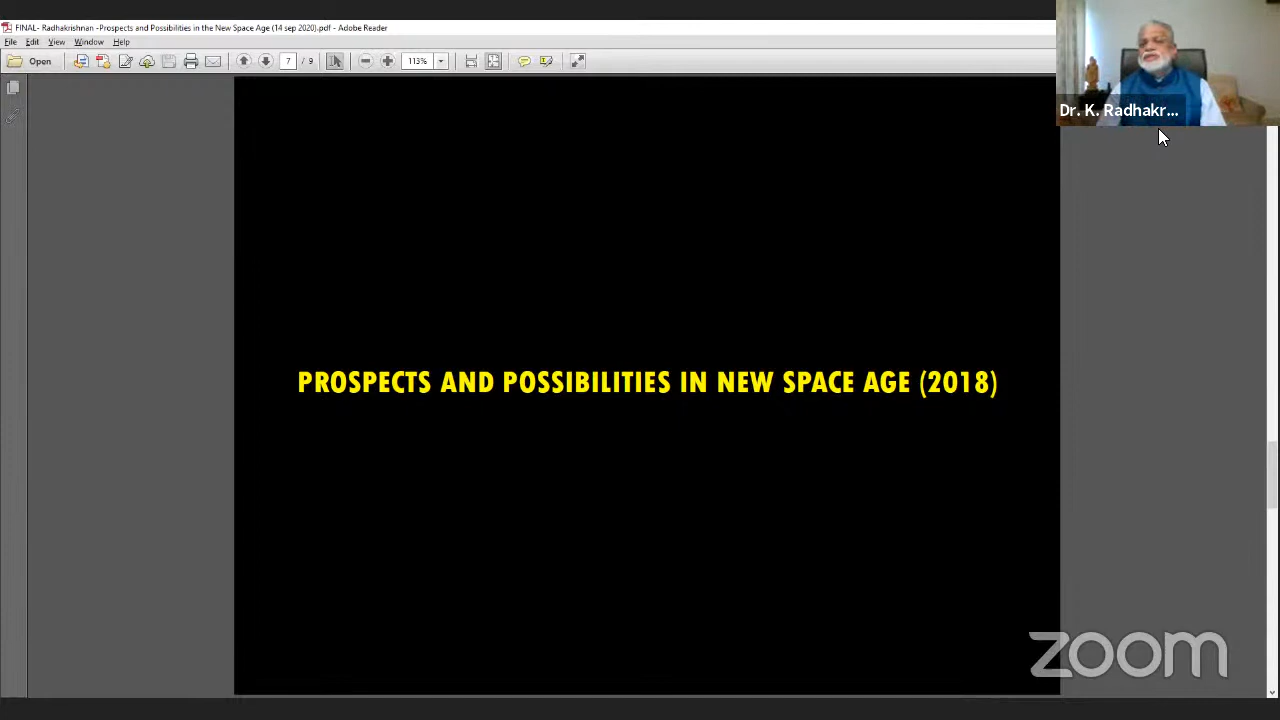 FINAL- Radhakrishnan -Prospects and Possibilities in the New Space Age (14 sep 2020).pdf - Adobe Reader
File Edit View Window Help
Open 7 / 9 113%
Dr. K. Radhakr...
PROSPECTS AND POSSIBILITIES IN NEW SPACE AGE (2018)
zoom